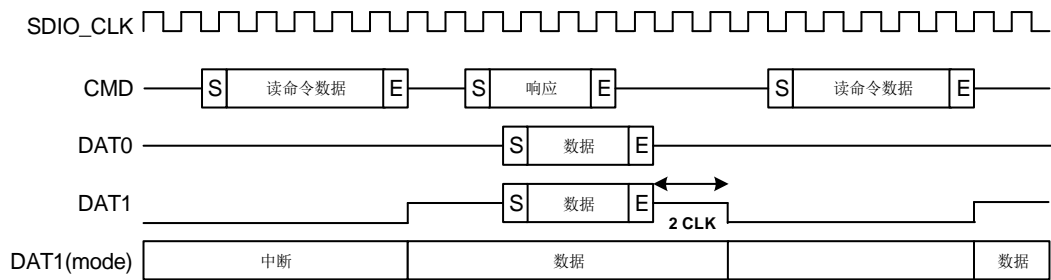 SDIO_CLK
CMD S 读命令数据 E S 响应 E S 读命令数据 E
DAT0 S 数据 E
DAT1 S 数据 E
2 CLK
DAT1(mode) 中断 数据 数据